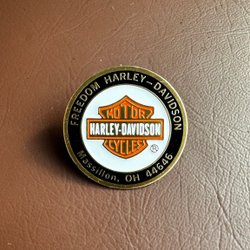 FREEDOM HARLEY-DAVIDSON
MOTOR
HARLEY-DAVIDSON
CYCLES
®
Massillon, OH 44646